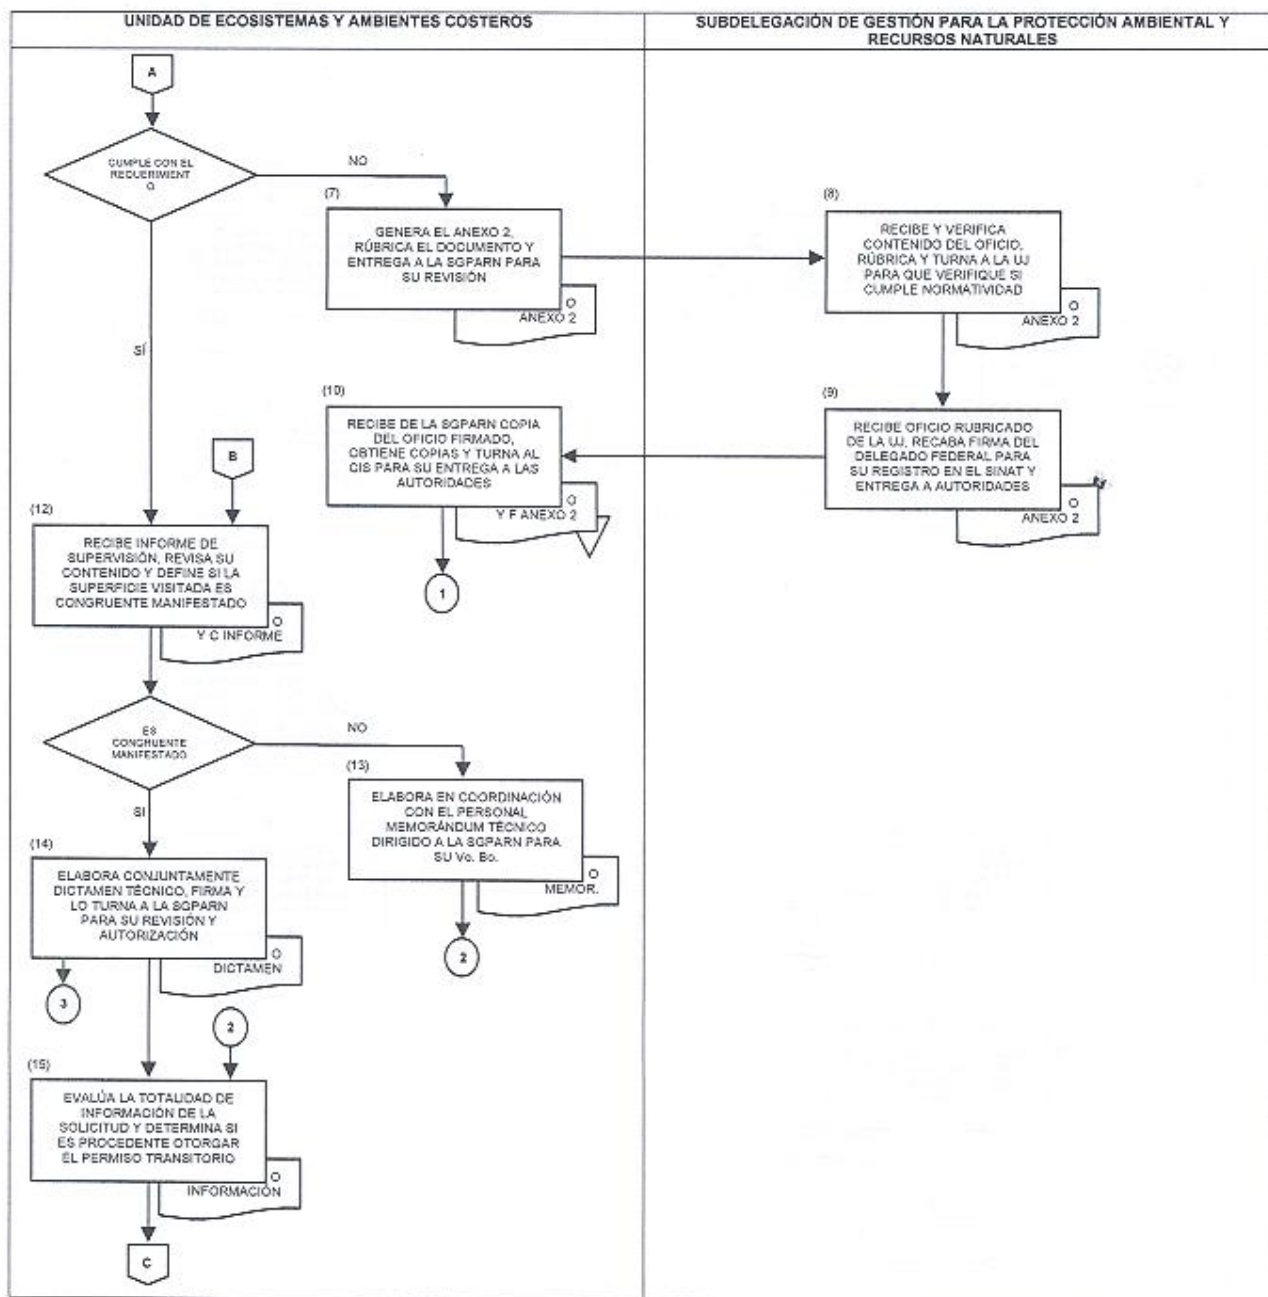 UNIDAD DE ECOSISTEMAS Y AMBIENTES COSTEROS
SUBDELEGACIÓN DE GESTIÓN PARA LA PROTECCIÓN AMBIENTAL Y
RECURSOS NATURALES
A
CUMPLE CON EL
REQUERIMIENT
O
NO
SÍ
(7)
GENERA EL ANEXO 2,
RÚBRICA EL DOCUMENTO Y
ENTREGA A LA SGPARN PARA
SU REVISIÓN
O
ANEXO 2
(8)
RECIBE Y VERIFICA
CONTENIDO DEL OFICIO,
RÚBRICA Y TURNA A LA UJ
PARA QUE VERIFIQUE SI
CUMPLE NORMATIVIDAD
O
ANEXO 2
(10)
RECIBE DE LA SGPARN COPIA
DEL OFICIO FIRMADO,
OBTIENE COPIAS Y TURNA AL
CIS PARA SU ENTREGA A LAS
AUTORIDADES
O
Y F ANEXO 2
1
(9)
RECIBE OFICIO RUBRICADO
DE LA UJ, RECABA FIRMA DEL
DELEGADO FEDERAL PARA
SU REGISTRO EN EL SINAT Y
ENTREGA A AUTORIDADES
O
ANEXO 2
B
(12)
RECIBE INFORME DE
SUPERVISIÓN, REVISA SU
CONTENIDO Y DEFINE SI LA
SUPERFICIE VISITADA ES
CONGRUENTE MANIFESTADO
O
Y C INFORME
ES
CONGRUENTE
MANIFESTADO
NO
SI
(13)
ELABORA EN COORDINACIÓN
CON EL PERSONAL
MEMORÁNDUM TÉCNICO
DIRIGIDO A LA SGPARN PARA
SU Vo. Bo.
O
MEMOR.
2
(14)
ELABORA CONJUNTAMENTE
DICTAMEN TÉCNICO, FIRMA Y
LO TURNA A LA SGPARN
PARA SU REVISIÓN Y
AUTORIZACIÓN
O
DICTAMEN
3
2
(15)
EVALÚA LA TOTALIDAD DE
INFORMACIÓN DE LA
SOLICITUD Y DETERMINA SI
ES PROCEDENTE OTORGAR
EL PERMISO TRANSITORIO
O
INFORMACIÓN
C